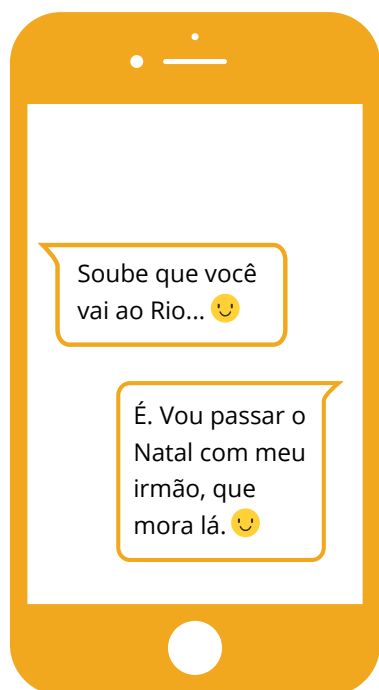 Soube que você
vai ao Rio... 🙂
É. Vou passar o
Natal com meu
irmão, que
mora lá. 🙂